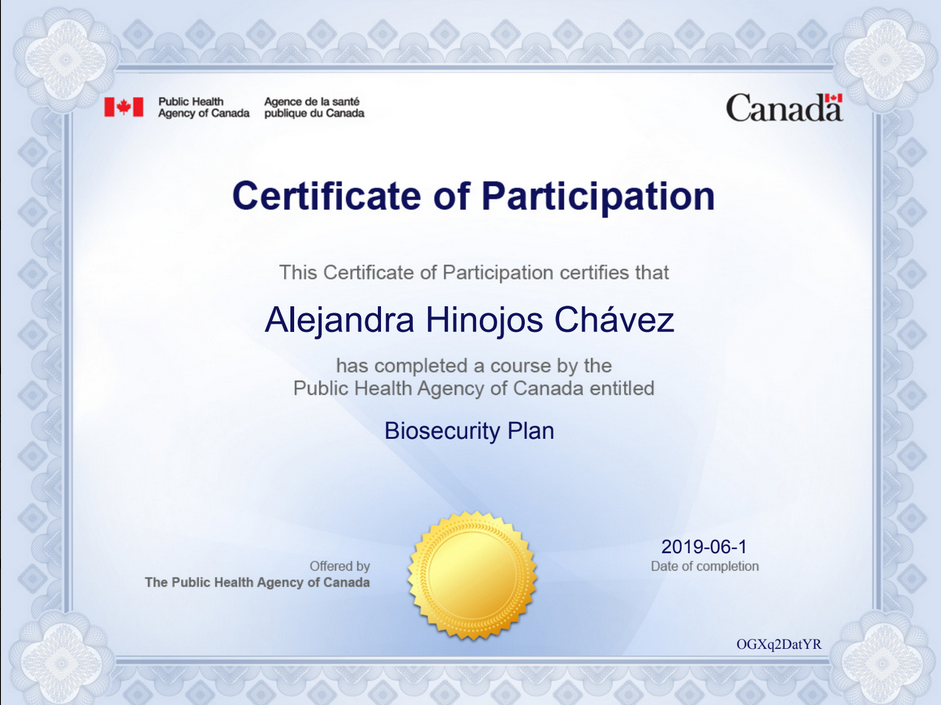 Public Health
Agency of Canada
Agence de la santé
publique du Canada
Canada
Certificate of Participation
This Certificate of Participation certifies that
Alejandra Hinojos Chávez
has completed a course by the
Public Health Agency of Canada entitled
Biosecurity Plan
Offered by
The Public Health Agency of Canada
2019-06-1
Date of completion
OGXq2DatYR